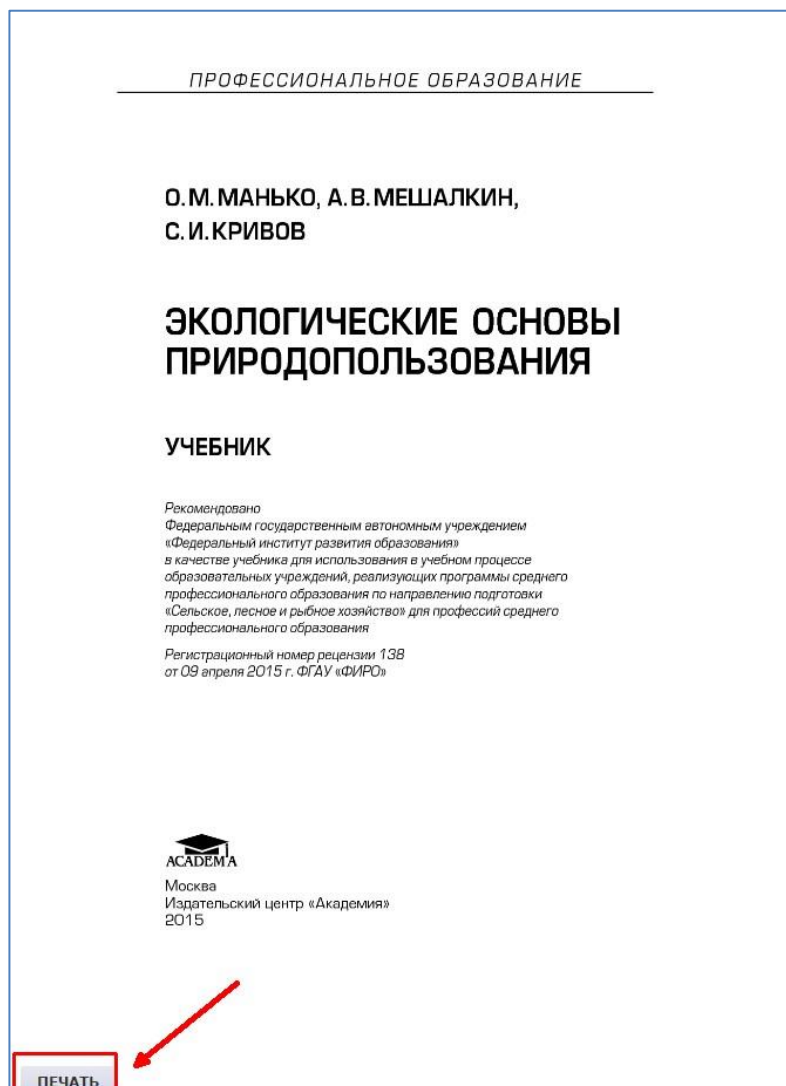 ПРОФЕССИОНАЛЬНОЕ ОБРАЗОВАНИЕ
О. М. МАНЬКО, А. В. МЕШАЛКИН,
С. И. КРИВОВ
ЭКОЛОГИЧЕСКИЕ ОСНОВЫ
ПРИРОДОПОЛЬЗОВАНИЯ
УЧЕБНИК
Рекомендовано
Федеральным государственным автономным учреждением
«Федеральный институт развития образования»
в качестве учебника для использования в учебном процессе
образовательных учреждений, реализующих программы среднего
профессионального образования по направлению подготовки
«Сельское, лесное и рыбное хозяйство» для профессий среднего
профессионального образования
Регистрационный номер рецензии 138
от 09 апреля 2015 г. ФГАУ «ФИРО»
ACADEMA
Москва
Издательский центр «Академия»
2015
ПЕЧАТЬ